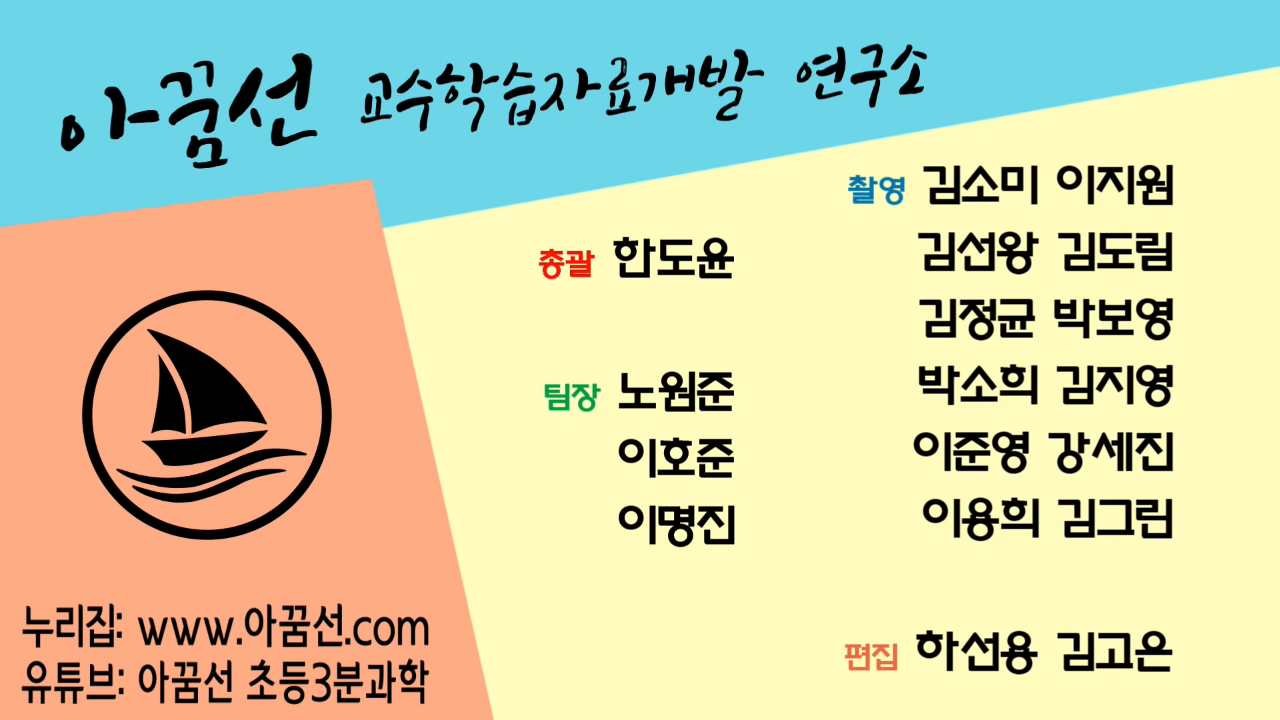 아꿈선 교수학습자료개발 연구소
총괄 한도윤
팀장 노원준
이호준
이명진
촬영 김소미 이지원
김선왕 김도림
김정균 박보영
박소희 김지영
이준영 강세진
이용희 김그린
편집 하선용 김고은
누리집: www.아꿈선.com
유튜브: 아꿈선 초등3분과학